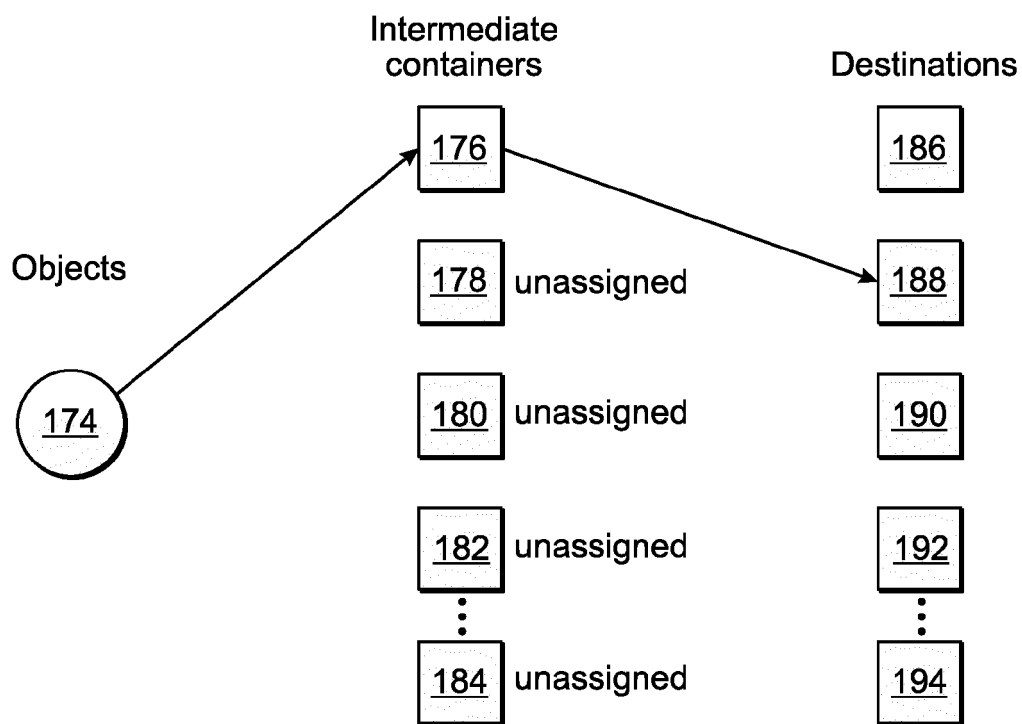 Intermediate
containers
Destinations
176
186
Objects
178 unassigned
188
174
180 unassigned
190
182 unassigned
192
184 unassigned
194